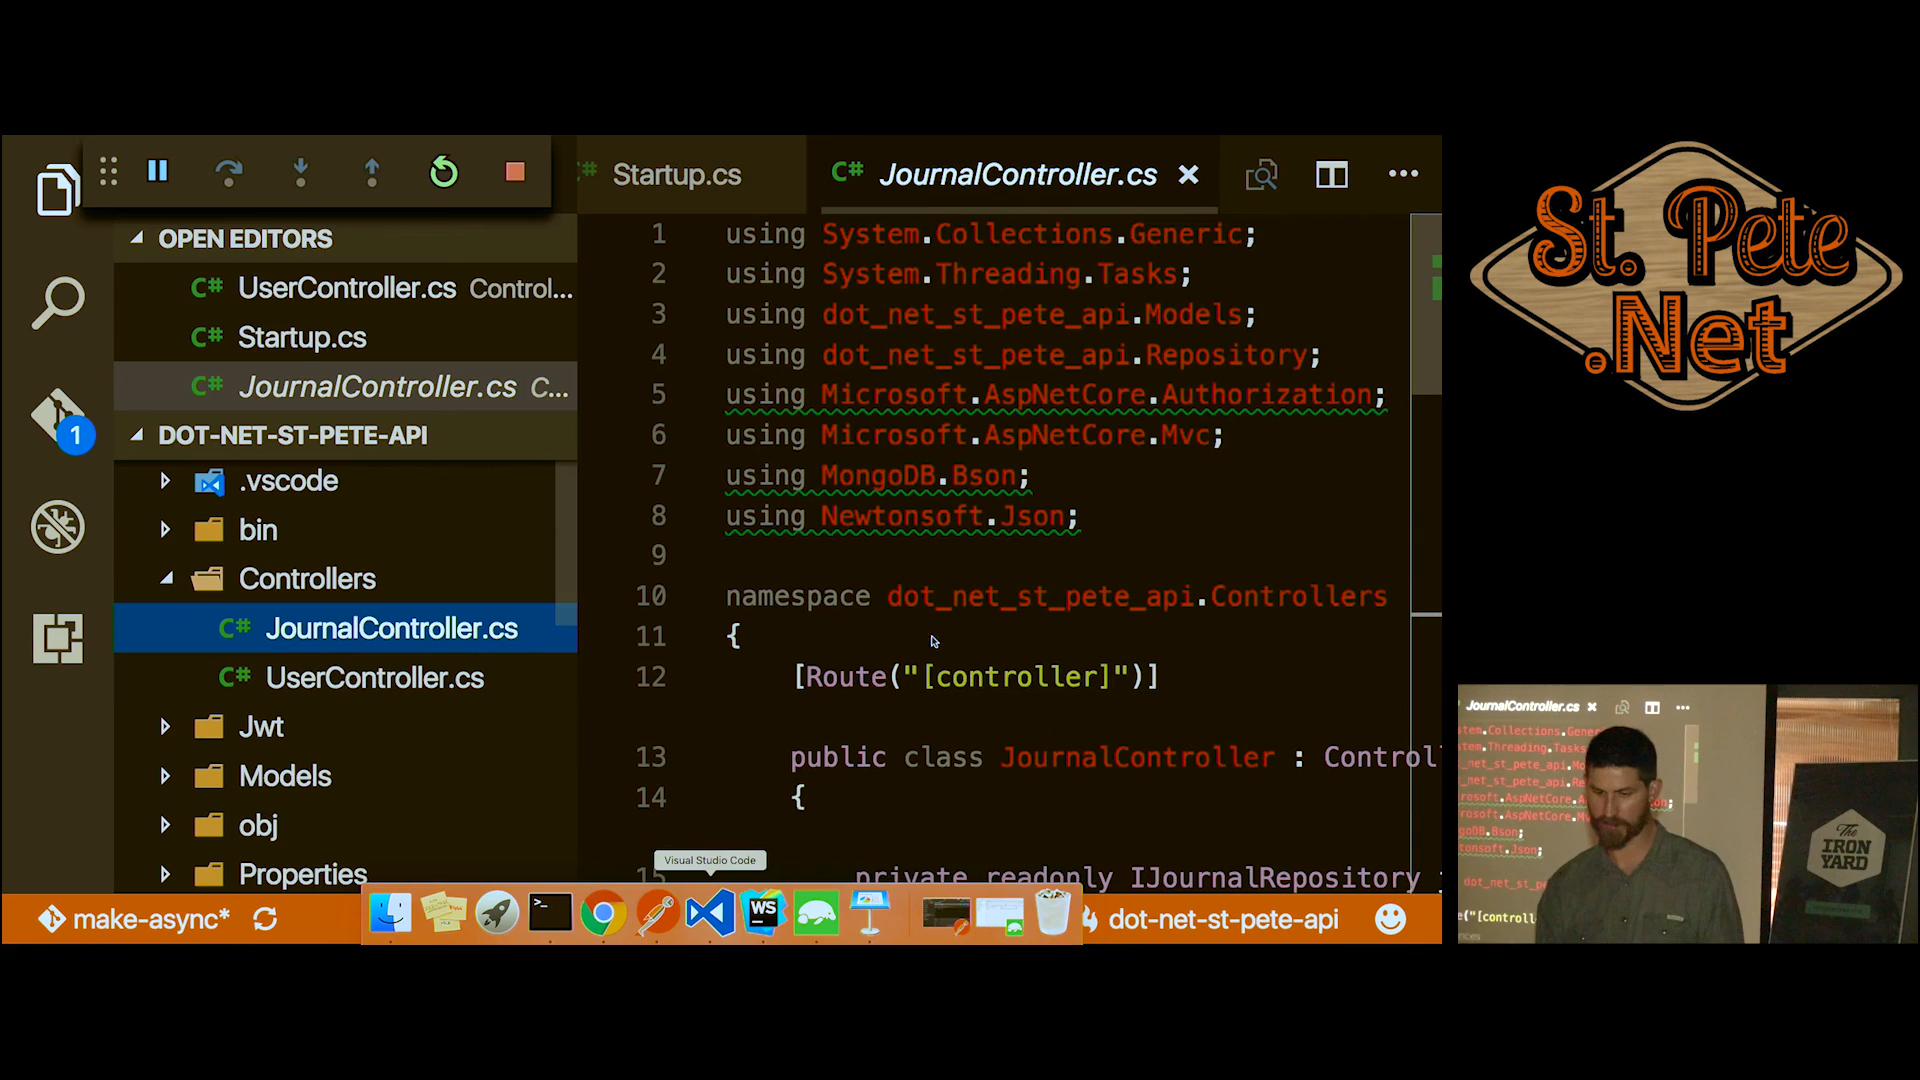 OPEN EDITORS
C# UserController.cs Control...
C# Startup.cs
C# JournalController.cs C...
DOT-NET-ST-PETE-API
.vscode
bin
Controllers
C# JournalController.cs
C# UserController.cs
Jwt
Models
obj
Properties
1
Startup.cs
C# JournalController.cs
1 using System.Collections.Generic;
2 using System.Threading.Tasks;
3 using dot_net_st_pete_api.Models;
4 using dot_net_st_pete_api.Repository;
5 using Microsoft.AspNetCore.Authorization;
6 using Microsoft.AspNetCore.Mvc;
7 using MongoDB.Bson;
8 using Newtonsoft.Json;
9
10 namespace dot_net_st_pete_api.Controllers
11 {
12 [Route("[controller]")]
13 public class JournalController : Control
14 {
15 private readonly IJournalRepository
Visual Studio Code
WS
make-async*
dot-net-st-pete-api
St. Pete
.Net
JournalController.cs
The
IRON
YARD